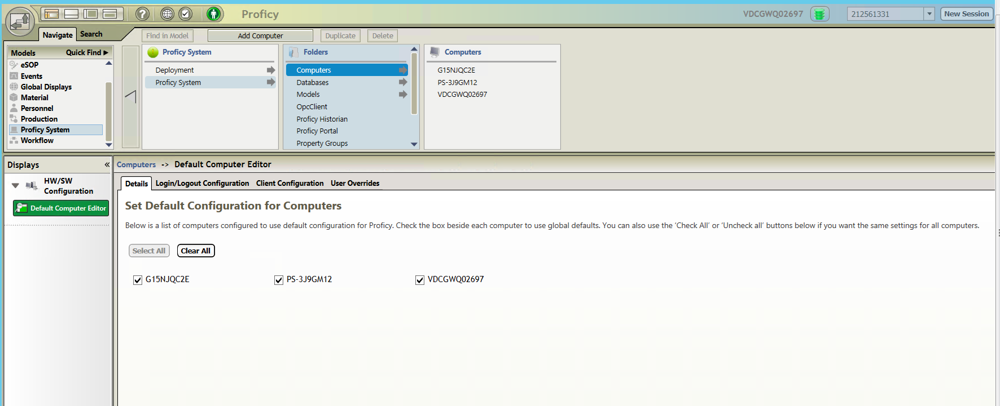 Proficy
VDCGWQ02697
212561331
New Session
Navigate
Search
Find in Model
Add Computer
Duplicate
Delete
Models
Quick Find ▶
eSOP
Events
Global Displays
Material
Personnel
Production
Proficy System
Workflow
Proficy System
Deployment
Proficy System
Folders
Computers
Databases
Models
OpcClient
Proficy Historian
Proficy Portal
Property Groups
Computers
G15NJQC2E
PS-3J9GM12
VDCGWQ02697
Displays «
HW/SW
Configuration
Default Computer Editor
Computers -> Default Computer Editor
Details
Login/Logout Configuration
Client Configuration
User Overrides
Set Default Configuration for Computers
Below is a list of computers configured to use default configuration for Proficy. Check the box beside each computer to use global defaults. You can also use the ‘Check All’ or ‘Uncheck all’ buttons below if you want the same settings for all computers.
Select All
Clear All
G15NJQC2E
PS-3J9GM12
VDCGWQ02697